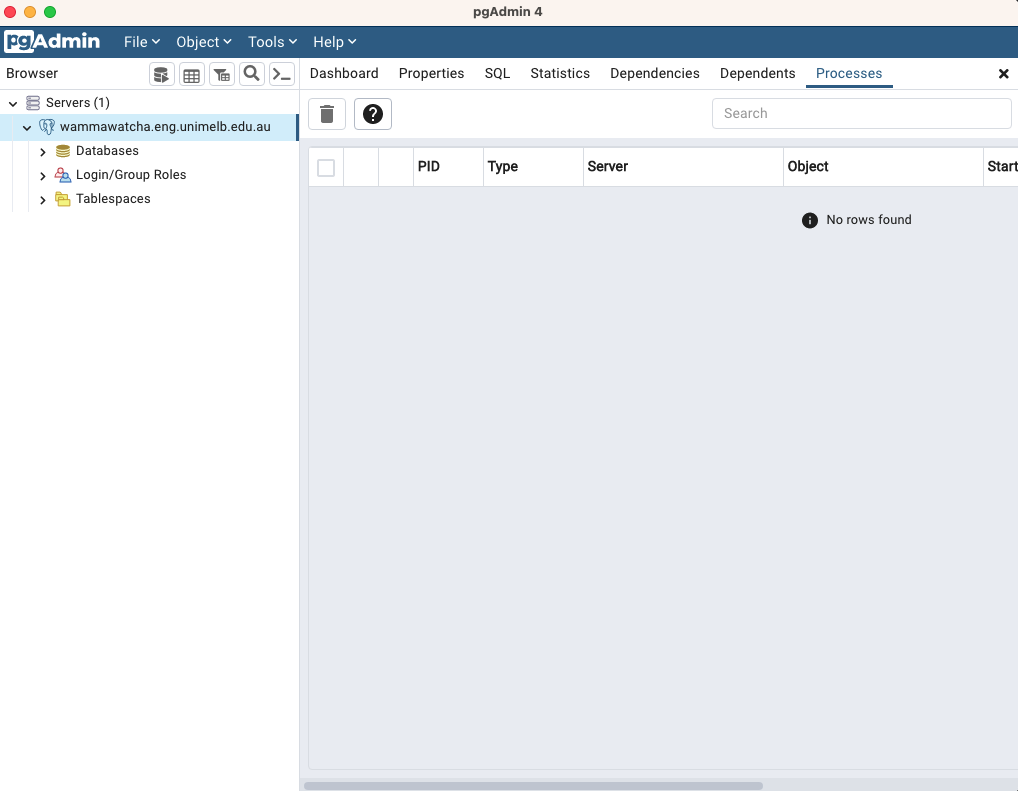 pgAdmin 4
pgAdmin File Object Tools Help
Browser
Dashboard Properties SQL Statistics Dependencies Dependents Processes
Servers (1)
wammawatcha.eng.unimelb.edu.au
Databases
Login/Group Roles
Tablespaces
Search
PID Type Server Object Start
No rows found